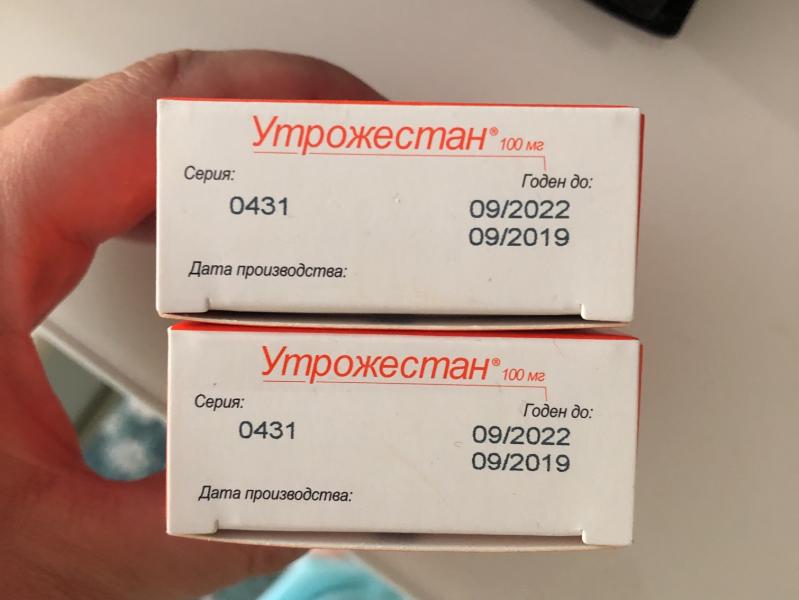 Утрожестан® 100 мг
Серия: Годен до:
0431 09/2022
09/2019
Дата производства:
Утрожестан® 100 мг
Серия: Годен до:
0431 09/2022
09/2019
Дата производства: